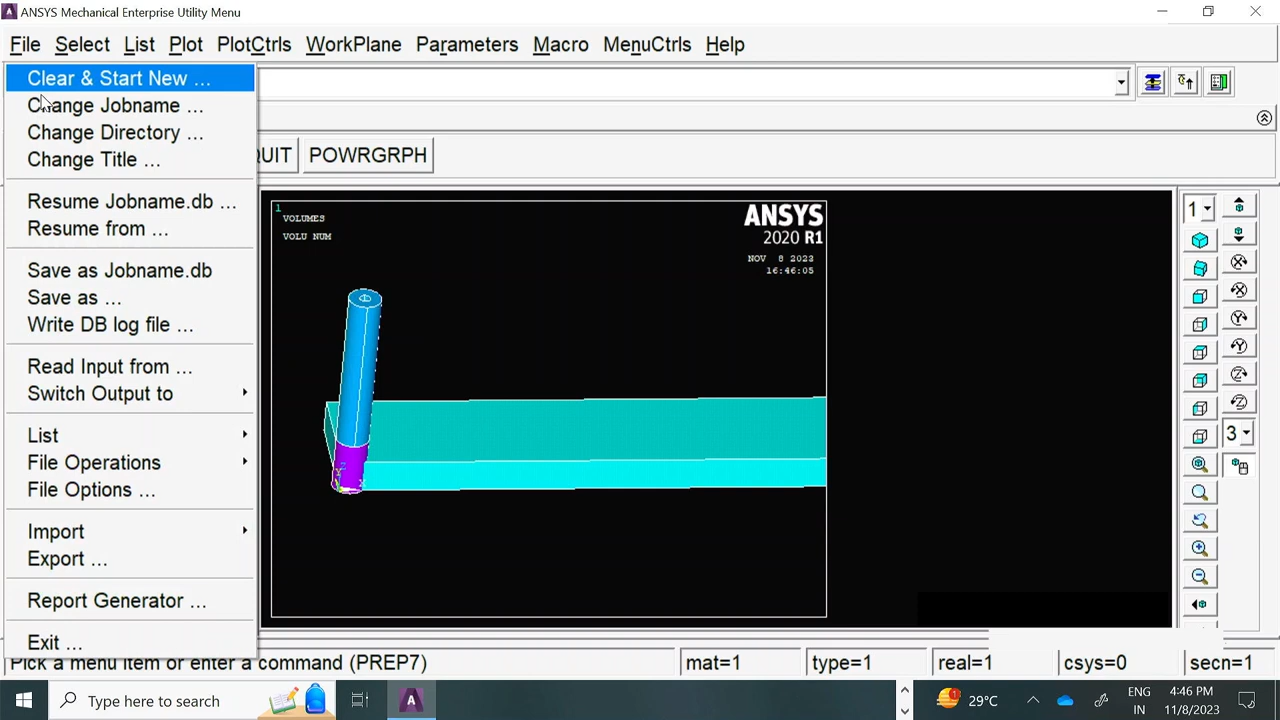 ANSYS Mechanical Enterprise Utility Menu
File Select List Plot PlotCtrls WorkPlane Parameters Macro MenuCtrls Help
Clear & Start New ...
Change Jobname ...
Change Directory ...
Change Title ...
QUIT POWRGRPH
Resume Jobname.db ...
Resume from ...
Save as Jobname.db
Save as ...
Write DB log file ...
Read Input from ...
Switch Output to
List
File Operations
File Options ...
Import
Export ...
Report Generator ...
Exit ...
1
VOLUMES
VOLU NUM
ANSYS
2020 R1
NOV 8 2023
16:46:05
Y
Z
X
1
X
X
Y
Y
Z
Z
3
Pick a menu item or enter a command (PREP7) mat=1 type=1 real=1 csys=0 secn=1
Type here to search
1
29°C
ENG
IN
4:46 PM
11/8/2023